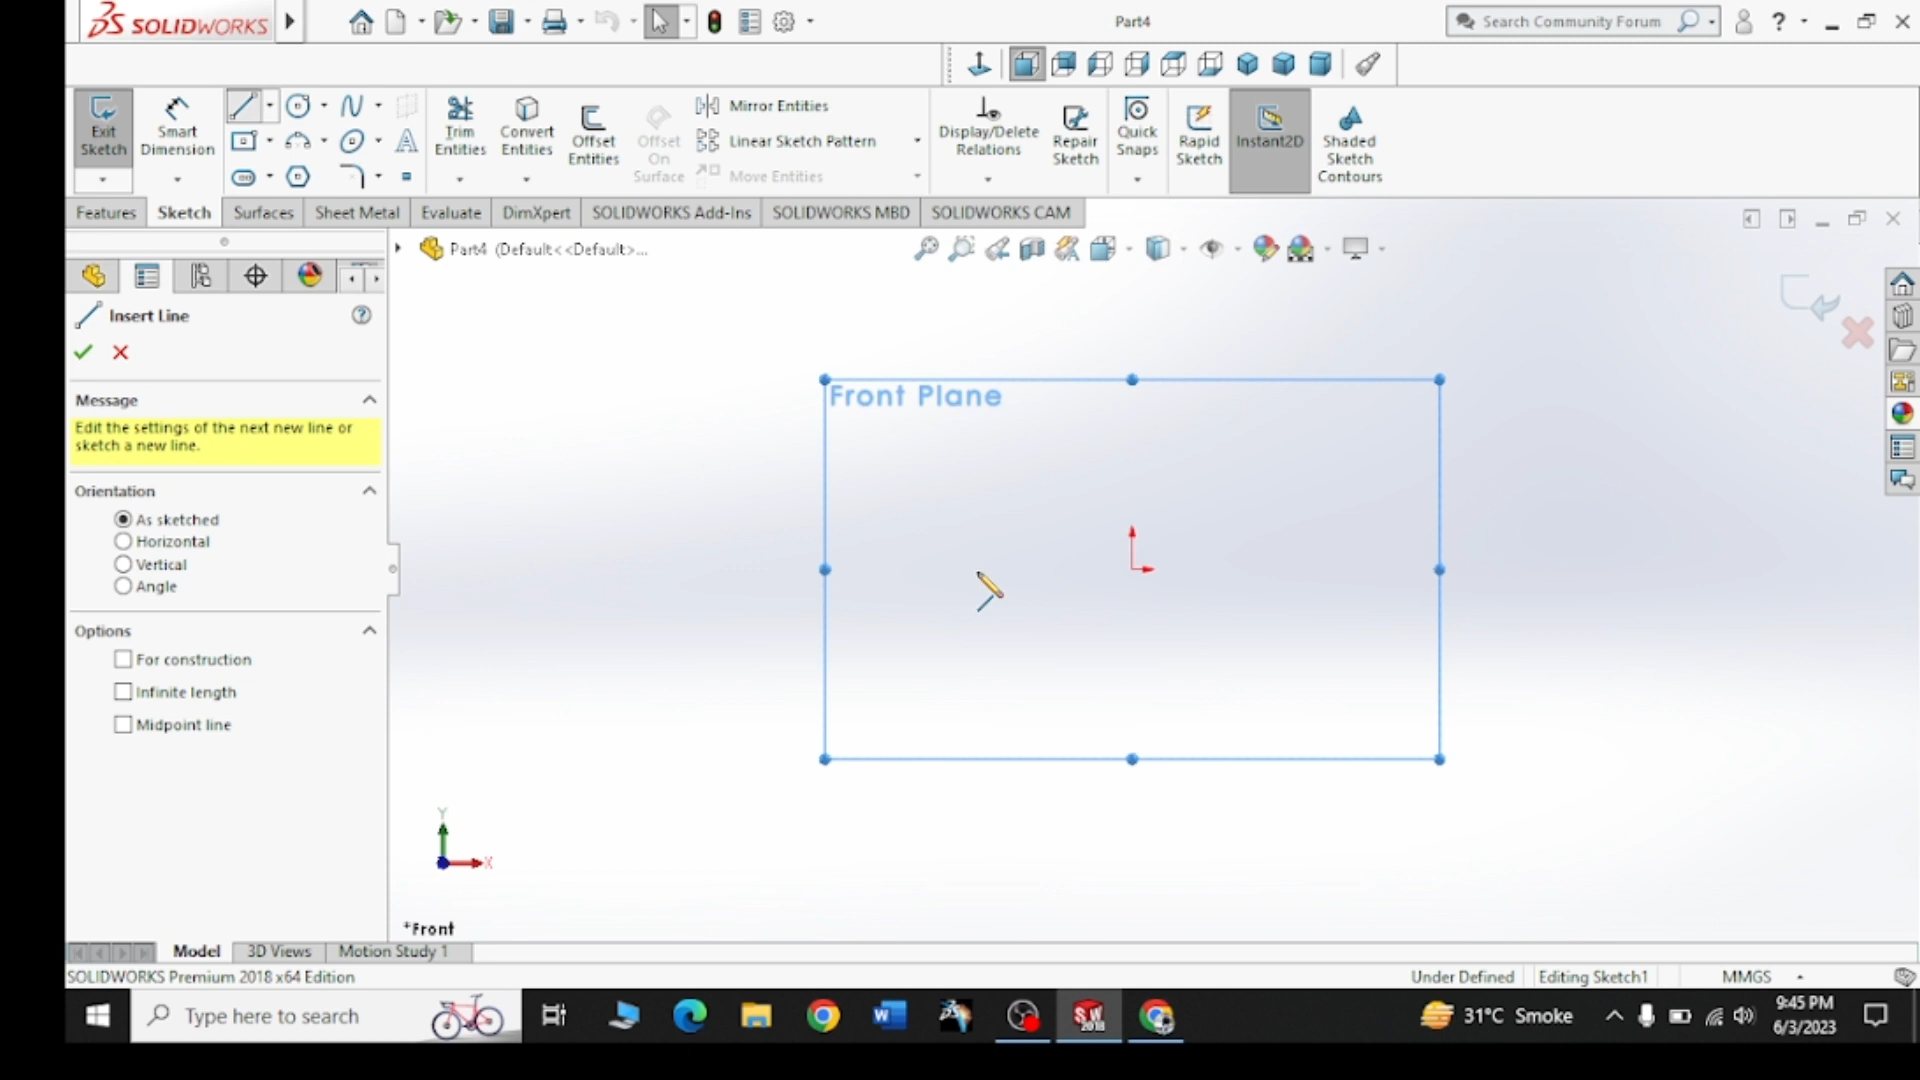 SOLIDWORKS
Part4
Search Community Forum
?
Exit
Sketch
Smart
Dimension
Trim
Entities
Convert
Entities
Offset
Entities
Offset
On
Surface
Mirror Entities
Linear Sketch Pattern
Move Entities
Display/Delete
Relations
Repair
Sketch
Quick
Snaps
Rapid
Sketch
Instant2D
Shaded
Sketch
Contours
Features
Sketch
Surfaces
Sheet Metal
Evaluate
DimXpert
SOLIDWORKS Add-Ins
SOLIDWORKS MBD
SOLIDWORKS CAM
Part4 (Default<<Default>...
Insert Line
?
Message
Edit the settings of the next new line or
sketch a new line.
Orientation
As sketched
Horizontal
Vertical
Angle
Options
For construction
Infinite length
Midpoint line
Front Plane
Y
X
*Front
Model
3D Views
Motion Study 1
SOLIDWORKS Premium 2018 x64 Edition
Under Defined
Editing Sketch1
MMGS
Type here to search
31°C Smoke
9:45 PM
6/3/2023
SW
2018